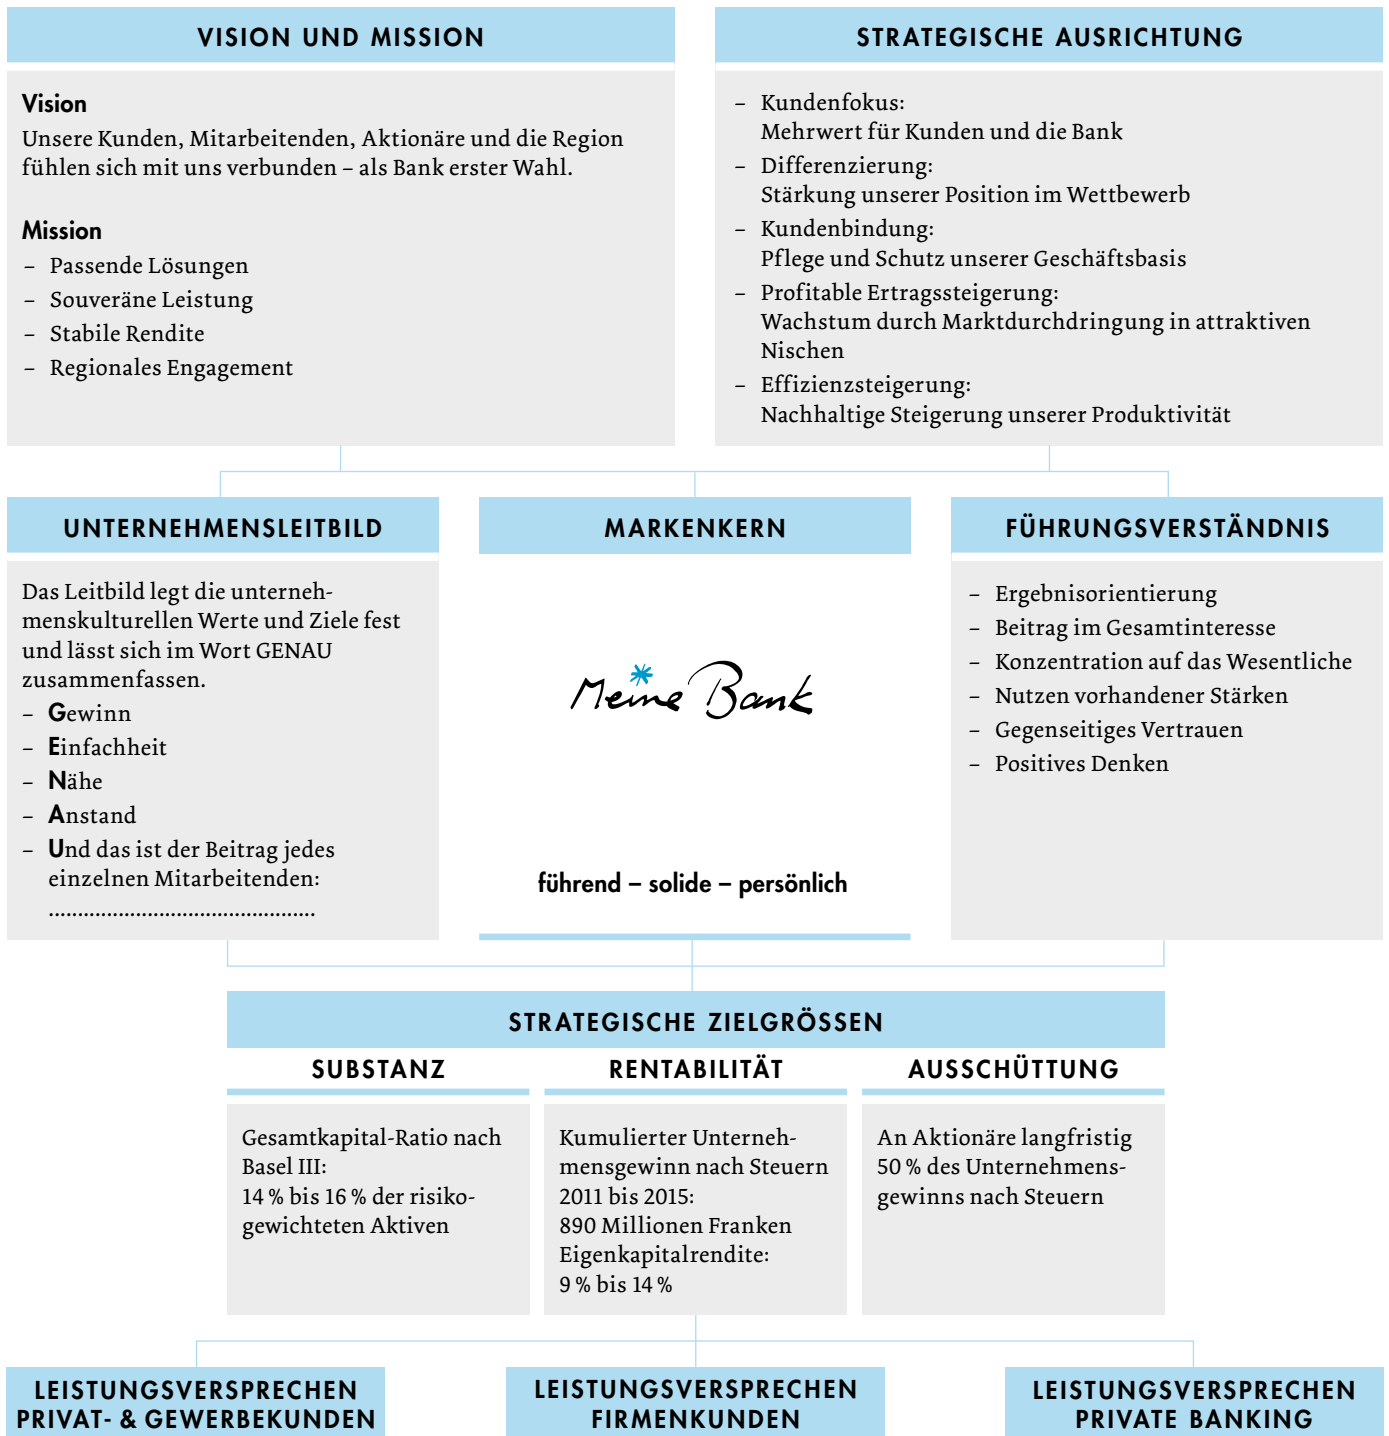 VISION UND MISSION
Vision
Unsere Kunden, Mitarbeitenden, Aktionäre und die Region
fühlen sich mit uns verbunden – als Bank erster Wahl.
Mission
– Passende Lösungen
– Souveräne Leistung
– Stabile Rendite
– Regionales Engagement
STRATEGISCHE AUSRICHTUNG
– Kundenfokus:
Mehrwert für Kunden und die Bank
– Differenzierung:
Stärkung unserer Position im Wettbewerb
– Kundenbindung:
Pflege und Schutz unserer Geschäftsbasis
– Profitable Ertragssteigerung:
Wachstum durch Marktdurchdringung in attraktiven
Nischen
– Effizienzsteigerung:
Nachhaltige Steigerung unserer Produktivität
UNTERNEHMENSLEITBILD
Das Leitbild legt die unterneh-
menskulturellen Werte und Ziele fest
und lässt sich im Wort GENAU
zusammenfassen.
– Gewinn
– Einfachheit
– Nähe
– Anstand
– Und das ist der Beitrag jedes
einzelnen Mitarbeitenden:
..............................................
MARKENKERN
Meine Bank
führend – solide – persönlich
FÜHRUNGSVERSTÄNDNIS
– Ergebnisorientierung
– Beitrag im Gesamtinteresse
– Konzentration auf das Wesentliche
– Nutzen vorhandener Stärken
– Gegenseitiges Vertrauen
– Positives Denken
STRATEGISCHE ZIELGRÖSSEN
SUBSTANZ
Gesamtkapital-Ratio nach
Basel III:
14 % bis 16 % der risiko-
gewichteten Aktiven
RENTABILITÄT
Kumulierter Unterneh-
mensgewinn nach Steuern
2011 bis 2015:
890 Millionen Franken
Eigenkapitalrendite:
9 % bis 14 %
AUSSCHÜTTUNG
An Aktionäre langfristig
50 % des Unternehmens-
gewinns nach Steuern
LEISTUNGSVERSPRECHEN
PRIVAT- & GEWERBEKUNDEN
LEISTUNGSVERSPRECHEN
FIRMENKUNDEN
LEISTUNGSVERSPRECHEN
PRIVATE BANKING